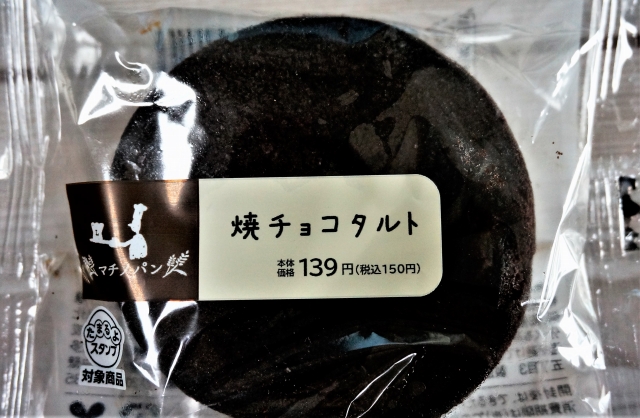 焼チョコタルト
本体
価格 139円(税込150円)
マチノパン
たまるよ
スタンプ
対象商品